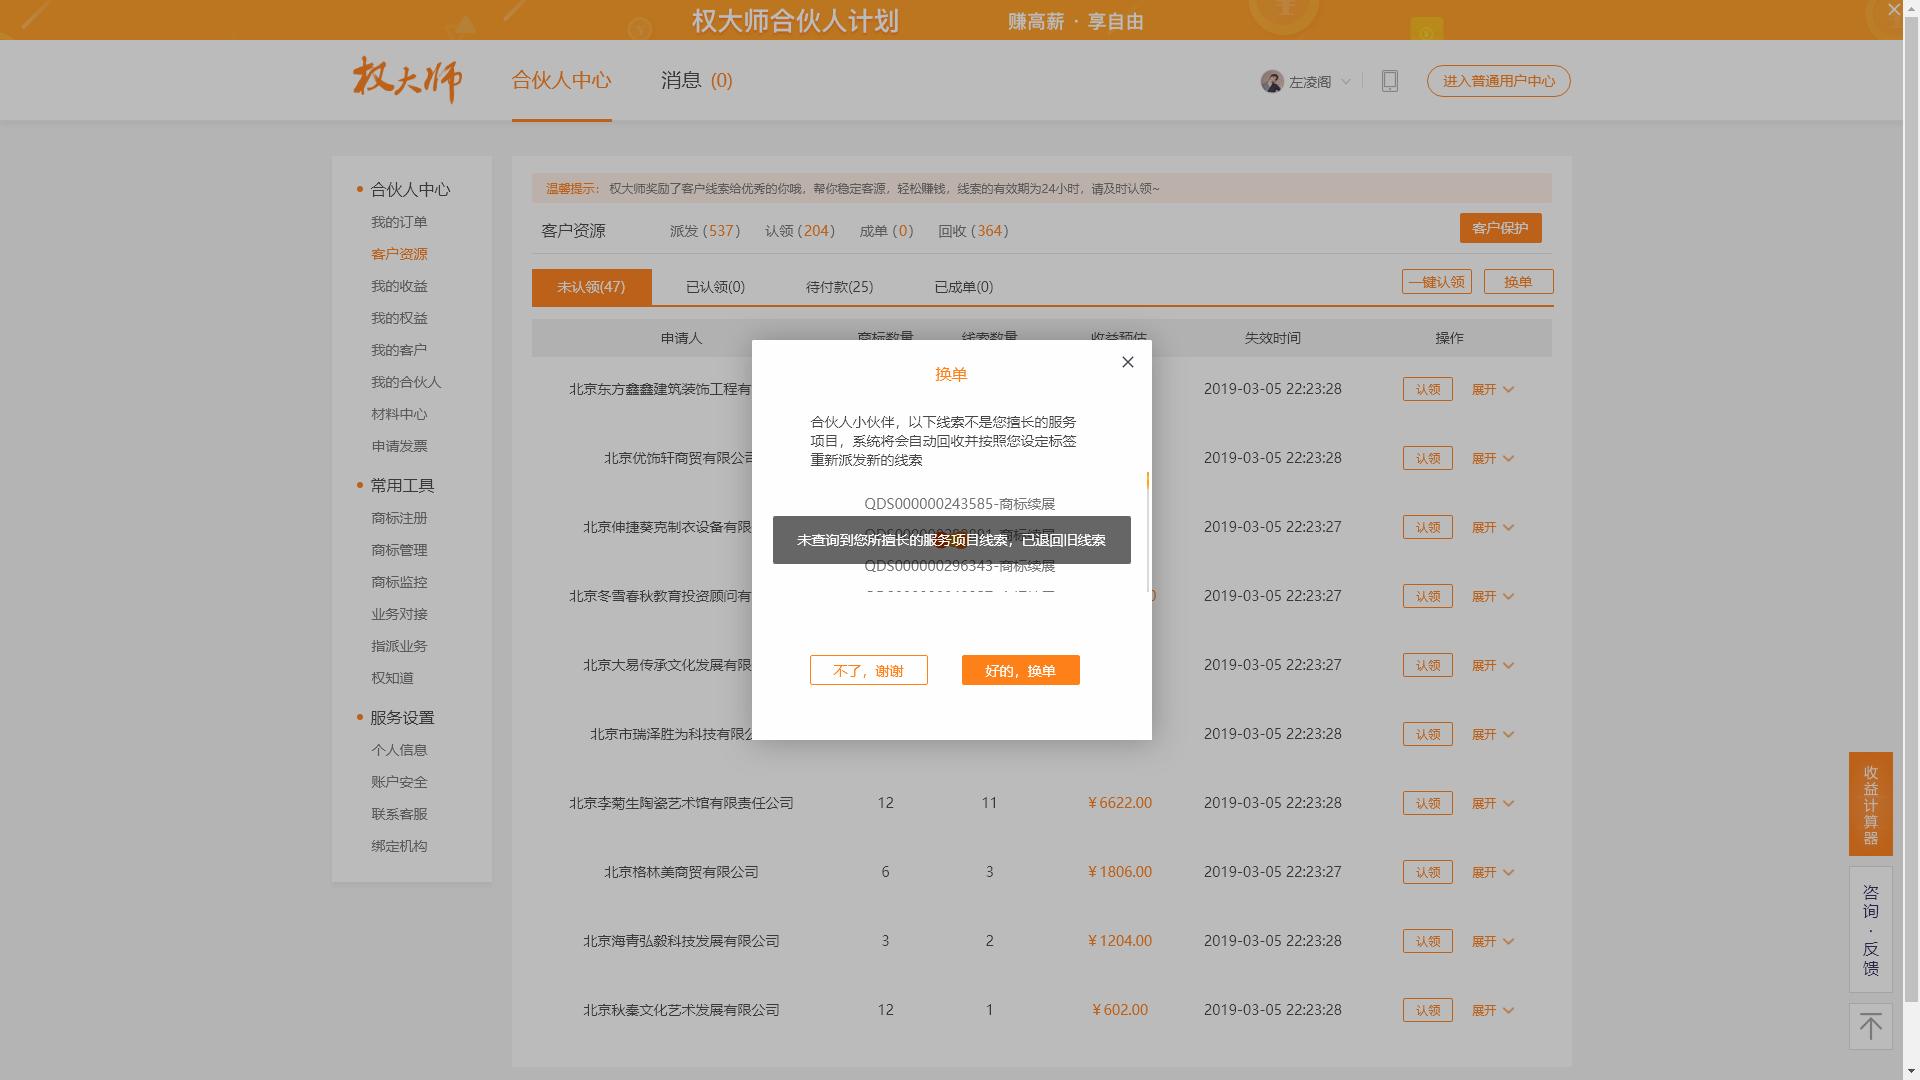 权大师合伙人计划 赚高薪 · 享自由
权大师 合伙人中心 消息 (0) 左凌阁 进入普通用户中心
合伙人中心
我的订单
客户资源
我的收益
我的权益
我的客户
我的合伙人
材料中心
申请发票
常用工具
商标注册
商标管理
商标监控
业务对接
指派业务
权知道
服务设置
个人信息
账户安全
联系客服
绑定机构
温馨提示: 权大师奖励了客户线索给优秀的你哦，帮你稳定客源，轻松赚钱，线索的有效期为24小时，请及时认领~
客户资源 派发 (537) 认领 (204) 成单 (0) 回收 (364) 客户保护
未认领(47) 已认领(0) 待付款(25) 已成单(0) 一键认领 换单
申请人 商标数量 线索数量 收益预估 失效时间 操作
北京东方鑫鑫建筑装饰工程有 2019-03-05 22:23:28 认领 展开
北京优饰轩商贸有限公司 2019-03-05 22:23:28 认领 展开
北京伸捷葵克制衣设备有限 2019-03-05 22:23:27 认领 展开
北京冬雪春秋教育投资顾问有 2019-03-05 22:23:27 认领 展开
北京大易传承文化发展有限 2019-03-05 22:23:27 认领 展开
北京市瑞泽胜为科技有限公 2019-03-05 22:23:28 认领 展开
北京李菊生陶瓷艺术馆有限责任公司 12 11 ¥6622.00 2019-03-05 22:23:28 认领 展开
北京格林美商贸有限公司 6 3 ¥1806.00 2019-03-05 22:23:27 认领 展开
北京海青弘毅科技发展有限公司 3 2 ¥1204.00 2019-03-05 22:23:28 认领 展开
北京秋秦文化艺术发展有限公司 12 1 ¥602.00 2019-03-05 22:23:28 认领 展开
换单
合伙人小伙伴，以下线索不是您擅长的服务
项目，系统将会自动回收并按照您设定标签
重新派发新的线索
QDS000000243585-商标续展
未查询到您所擅长的服务项目线索，已退回旧线索
QDS000000296343-商标续展
不了，谢谢 好的，换单
收益计算器
咨询·反馈